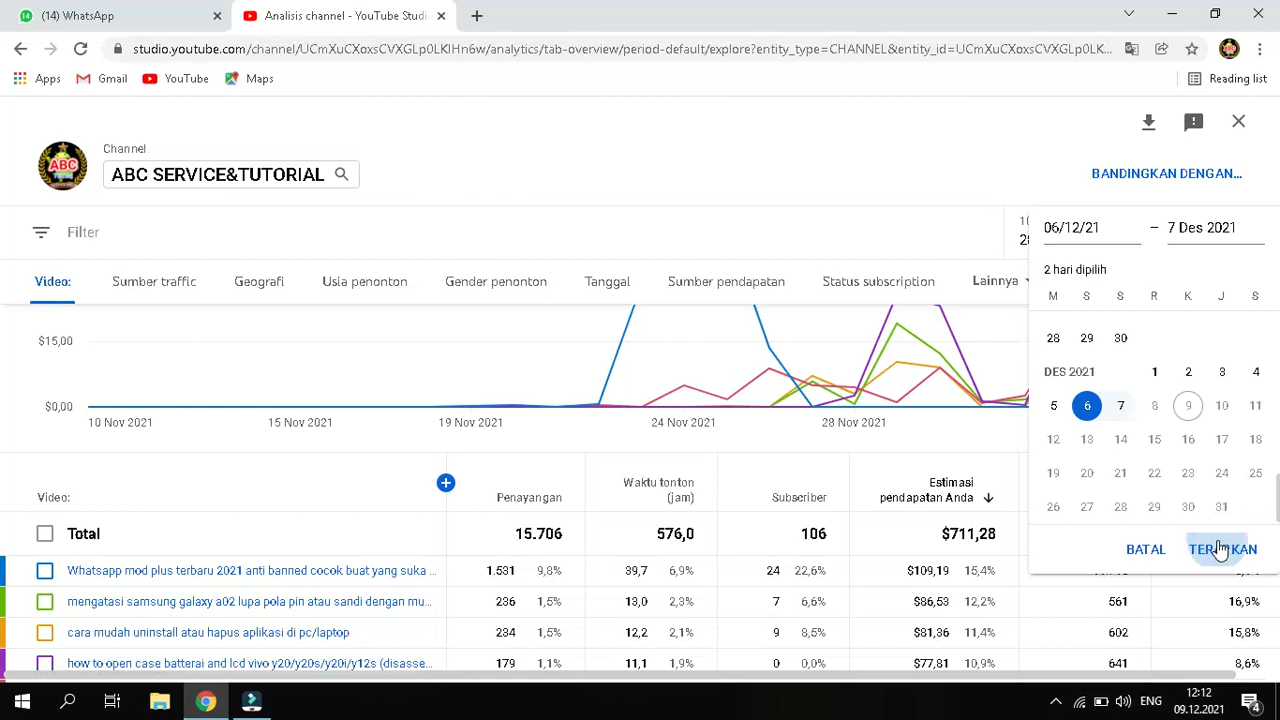 (14) WhatsApp
Analisis channel - YouTube Studi
studio.youtube.com/channel/UCmXuCXoxsCVXGLp0LKlHn6w/analytics/tab-overview/period-default/explore?entity_type=CHANNEL&entity_id=UCmXuCXoxsCVXGLp0LK...
Apps
Gmail
YouTube
Maps
Reading list
Channel
ABC SERVICE&TUTORIAL
ABC
BANDINGKAN DENGAN...
Filter
06/12/21 – 7 Des 2021
2 hari dipilih
Video: Sumber traffic Geografi Usia penonton Gender penonton Tanggal Sumber pendapatan Status subscription Lainnya
M S S R K J S
28 29 30
DES 2021 1 2 3 4
5 6 7 8 9 10 11
12 13 14 15 16 17 18
19 20 21 22 23 24 25
26 27 28 29 30 31
BATAL
$15,00
$0,00
10 Nov 2021 15 Nov 2021 19 Nov 2021 24 Nov 2021 28 Nov 2021
Video: Penayangan Waktu tonton (jam) Subscriber Estimasi pendapatan Anda
Total 15.706 576,0 106 $711,28
Whatsapp mod plus terbaru 2021 anti banned cocok buat yang suka ... 1.531 9,8% 39,7 6,9% 24 22,6% $109,19 15,4%
mengatasi samsung galaxy a02 lupa pola pin atau sandi dengan mu... 236 1,5% 13,0 2,3% 7 6,6% $86,53 12,2% 561 16,9%
cara mudah uninstall atau hapus aplikasi di pc/laptop 234 1,5% 12,2 2,1% 9 8,5% $81,36 11,4% 602 15,8%
how to open case batterai and lcd vivo y20/y20s/y20i/y12s (disasse... 179 1,1% 11,1 1,9% 0 0,0% $77,81 10,9% 641 8,6%
ENG
12:12
09.12.2021
4